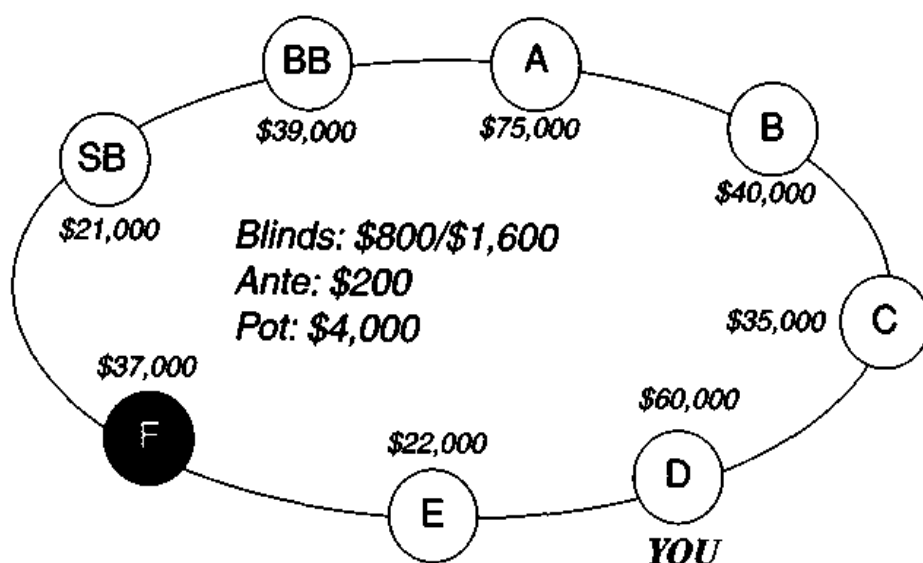 BB
A
$39,000
$75,000
SB
B
$21,000
$40,000
Blinds: $800/$1,600
Ante: $200
Pot: $4,000
C
$35,000
$37,000
F
$60,000
$22,000
D
E
YOU